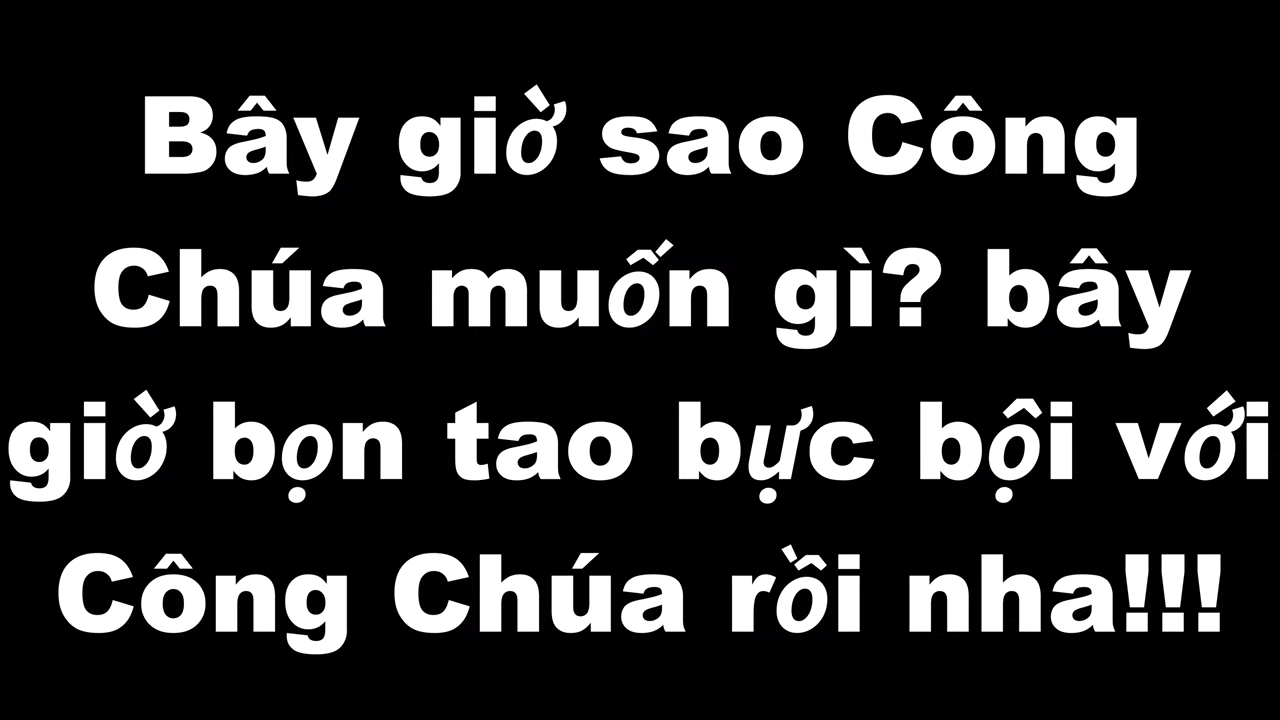 Bây giờ sao Công
Chúa muốn gì? bây
giờ bọn tao bực bội với
Công Chúa rồi nha!!!